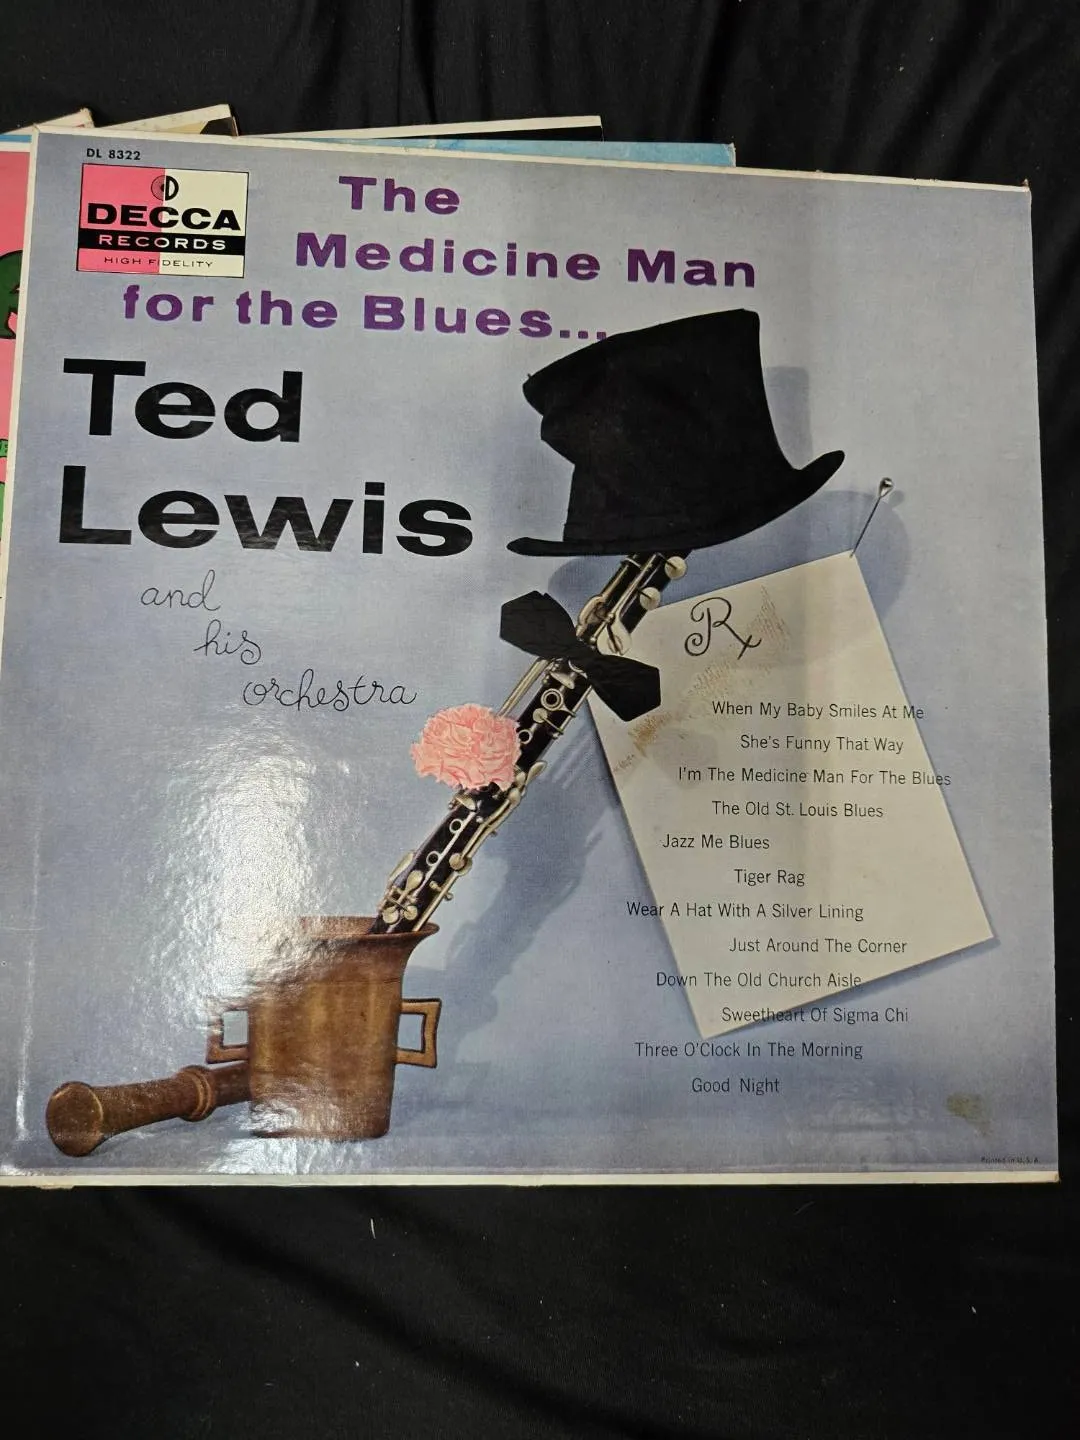 DL 8322
DECCA
RECORDS
HIGH FIDELITY
The
Medicine Man
for the Blues...
Ted
Lewis
and
his
orchestra
Rx
When My Baby Smiles At Me
She's Funny That Way
I'm The Medicine Man For The Blues
The Old St. Louis Blues
Jazz Me Blues
Tiger Rag
Wear A Hat With A Silver Lining
Just Around The Corner
Down The Old Church Aisle
Sweetheart Of Sigma Chi
Three O'Clock In The Morning
Good Night
Printed in U. S. A.